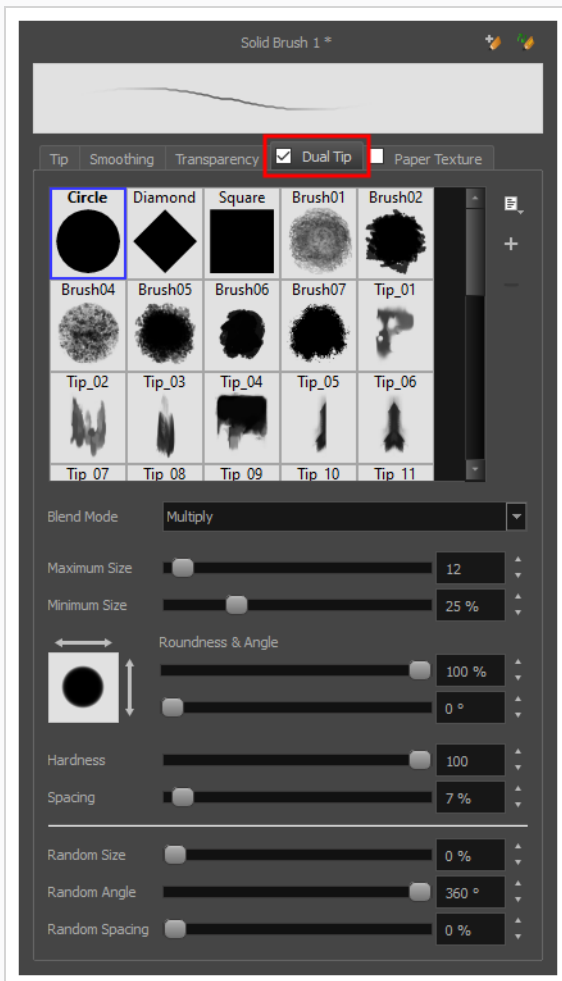 Solid Brush 1 *
Tip Smoothing Transparency Dual Tip Paper Texture
Circle Diamond Square Brush01 Brush02
Brush04 Brush05 Brush06 Brush07 Tip_01
Tip_02 Tip_03 Tip_04 Tip_05 Tip_06
Tip_07 Tip_08 Tip_09 Tip_10 Tip_11
Blend Mode Multiply
Maximum Size 12
Minimum Size 25 %
Roundness & Angle
100 %
0 °
Hardness 100
Spacing 7 %
Random Size 0 %
Random Angle 360 °
Random Spacing 0 %